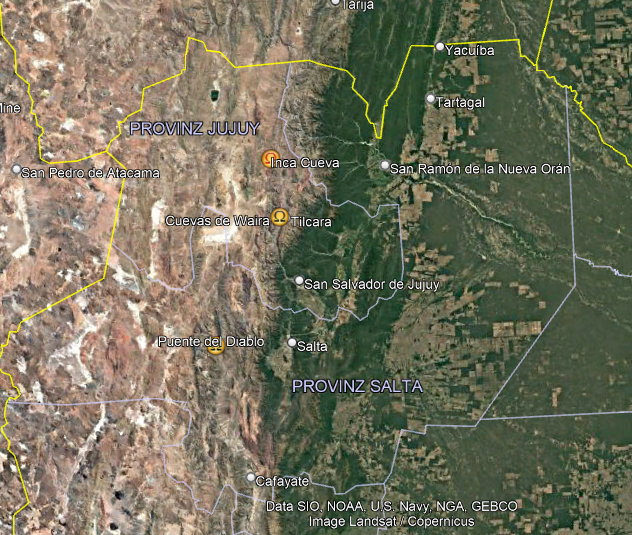 Tarija
Yacuíba
Mine
Tartagal
PROVINZ JUJUY
Inca Cueva
San Pedro de Atacama
San Ramón de la Nueva Orán
Cuevas de Waira
Tilcara
San Salvador de Jujuy
Puente del Diablo
Salta
PROVINZ SALTA
Cafayate
Data SIO, NOAA, U.S. Navy, NGA, GEBCO
Image Landsat / Copernicus